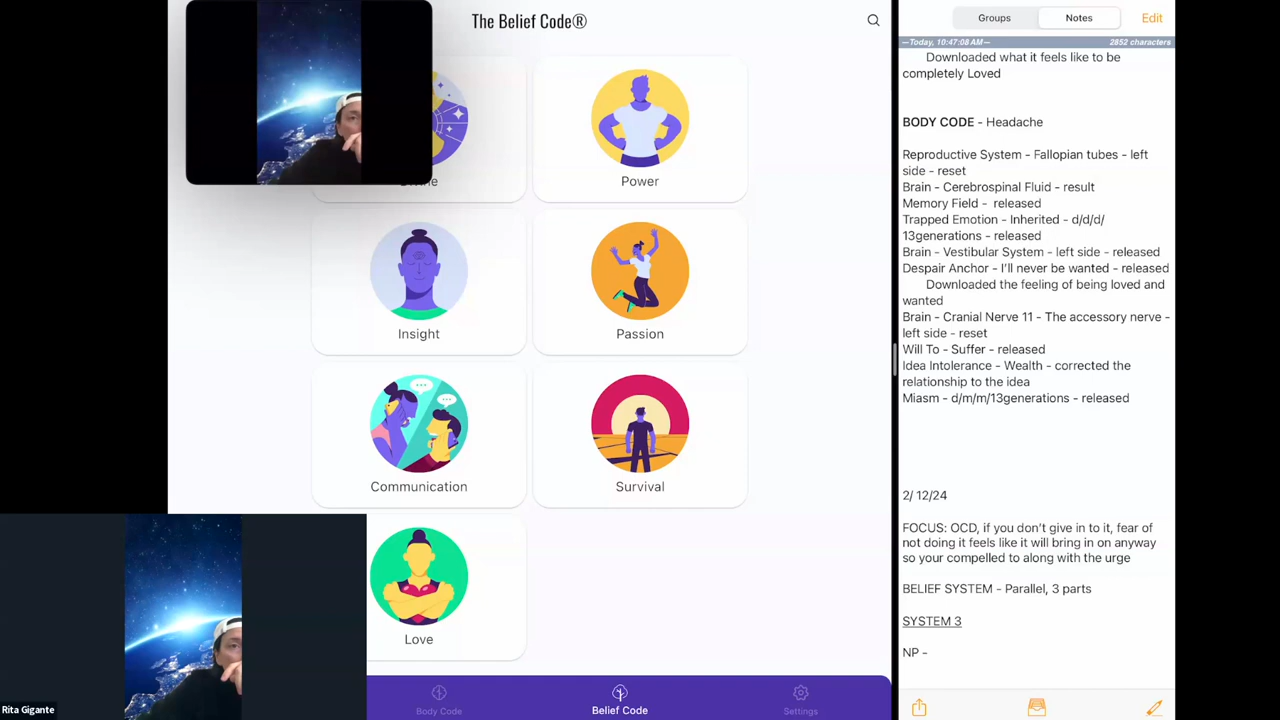 The Belief Code®
Divine
Power
Insight
Passion
Communication
Survival
Love
Rita Gigante
Body Code
Belief Code
Settings
Groups
Notes
Edit
—Today, 10:47:08 AM—
2852 characters
Downloaded what it feels like to be
completely Loved
BODY CODE - Headache
Reproductive System - Fallopian tubes - left
side - reset
Brain - Cerebrospinal Fluid - result
Memory Field -  released
Trapped Emotion - Inherited - d/d/d/
13generations - released
Brain - Vestibular System - left side - released
Despair Anchor - I'll never be wanted - released
Downloaded the feeling of being loved and
wanted
Brain - Cranial Nerve 11 - The accessory nerve -
left side - reset
Will To - Suffer - released
Idea Intolerance - Wealth - corrected the
relationship to the idea
Miasm - d/m/m/13generations - released
2/ 12/24
FOCUS: OCD, if you don't give in to it, fear of
not doing it feels like it will bring in on anyway
so your compelled to along with the urge
BELIEF SYSTEM - Parallel, 3 parts
SYSTEM 3
NP -